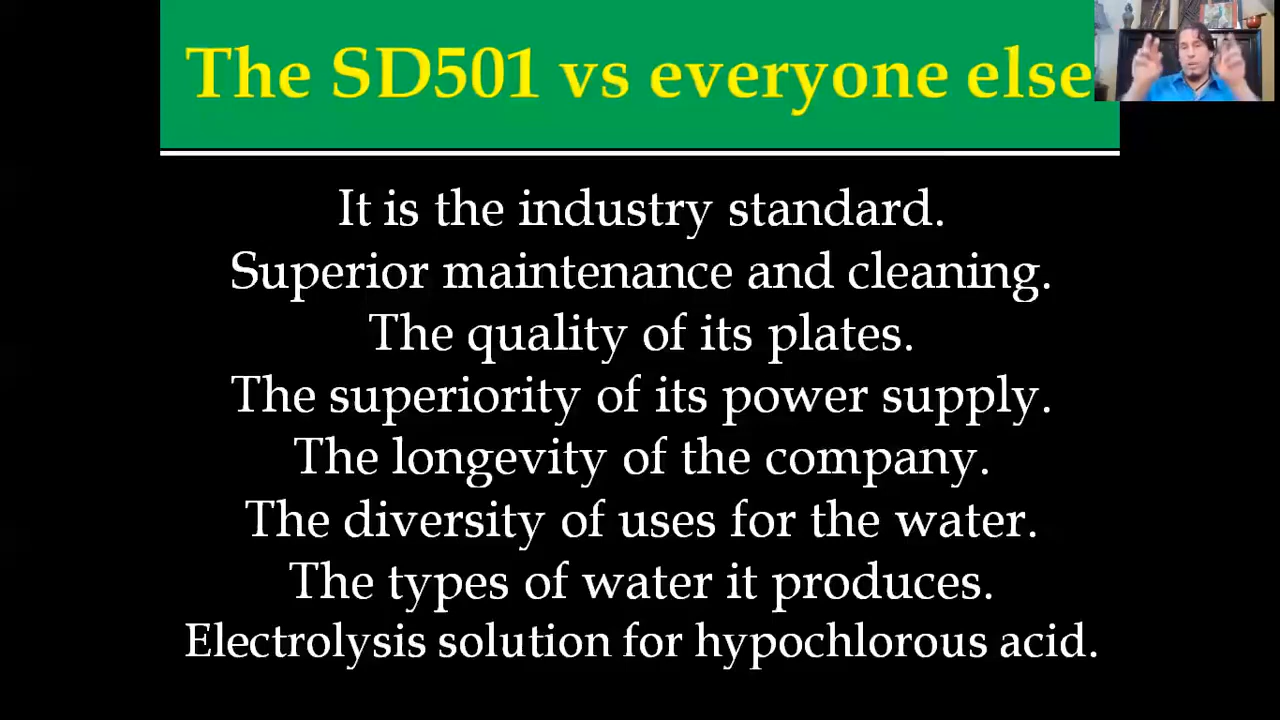 The SD501 vs everyone else
It is the industry standard.
Superior maintenance and cleaning.
The quality of its plates.
The superiority of its power supply.
The longevity of the company.
The diversity of uses for the water.
The types of water it produces.
Electrolysis solution for hypochlorous acid.